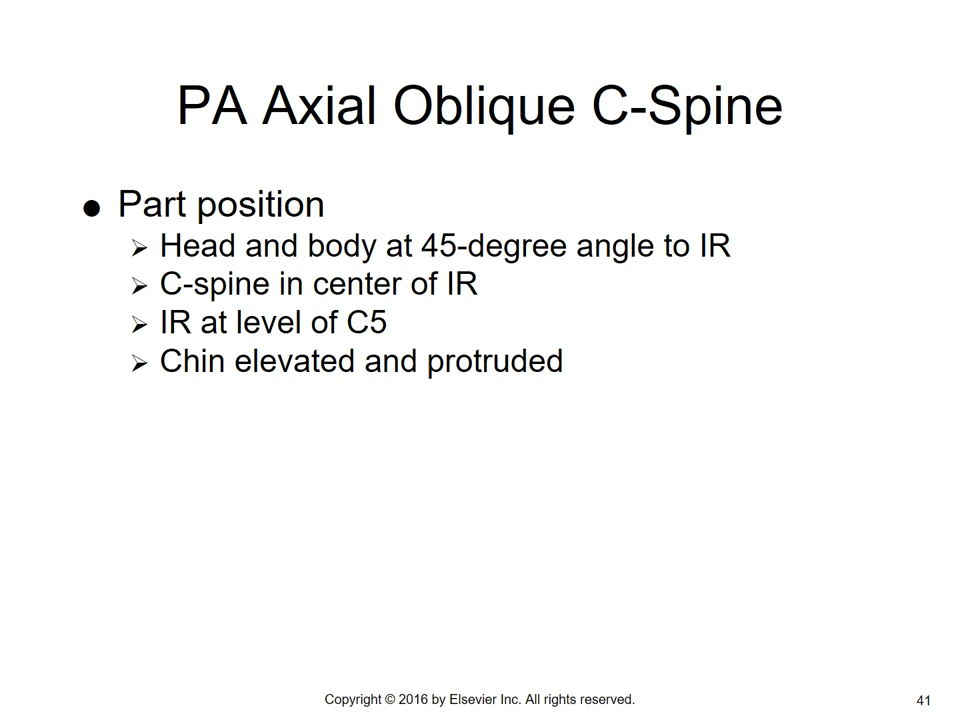 PA Axial Oblique C-Spine
● Part position
➢ Head and body at 45-degree angle to IR
➢ C-spine in center of IR
➢ IR at level of C5
➢ Chin elevated and protruded
Copyright © 2016 by Elsevier Inc. All rights reserved.
41